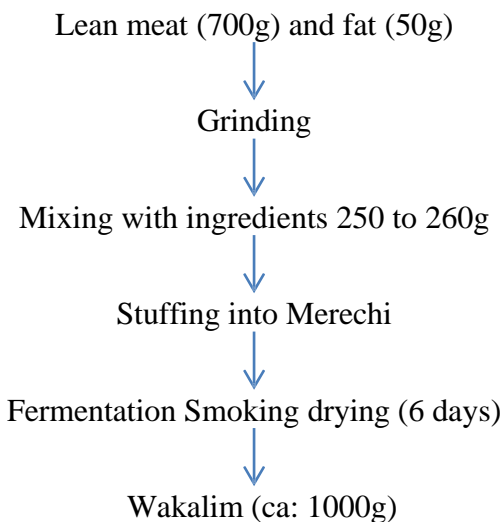 Lean meat (700g) and fat (50g)
Grinding
Mixing with ingredients 250 to 260g
Stuffing into Merechi
Fermentation Smoking drying (6 days)
Wakalim (ca: 1000g)